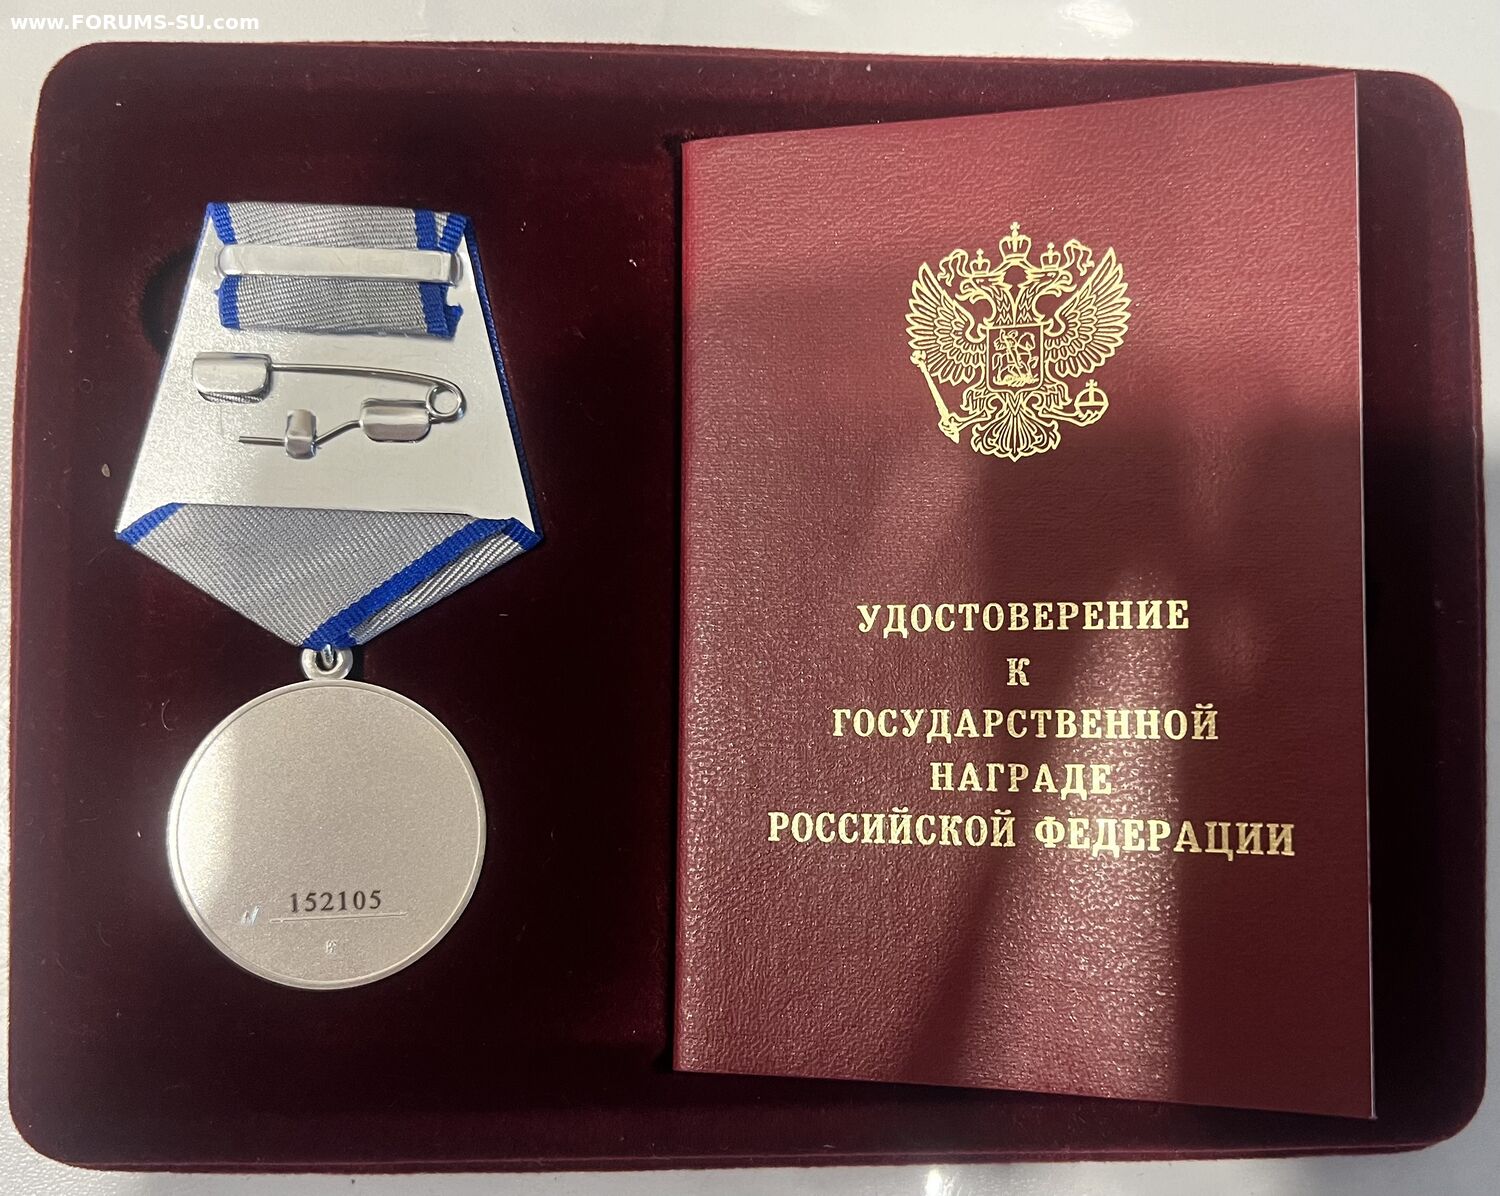 www.FORUMS-SU.com
УДОСТОВЕРЕНИЕ
К
ГОСУДАРСТВЕННОЙ
НАГРАДЕ
РОССИЙСКОЙ ФЕДЕРАЦИИ
N 152105